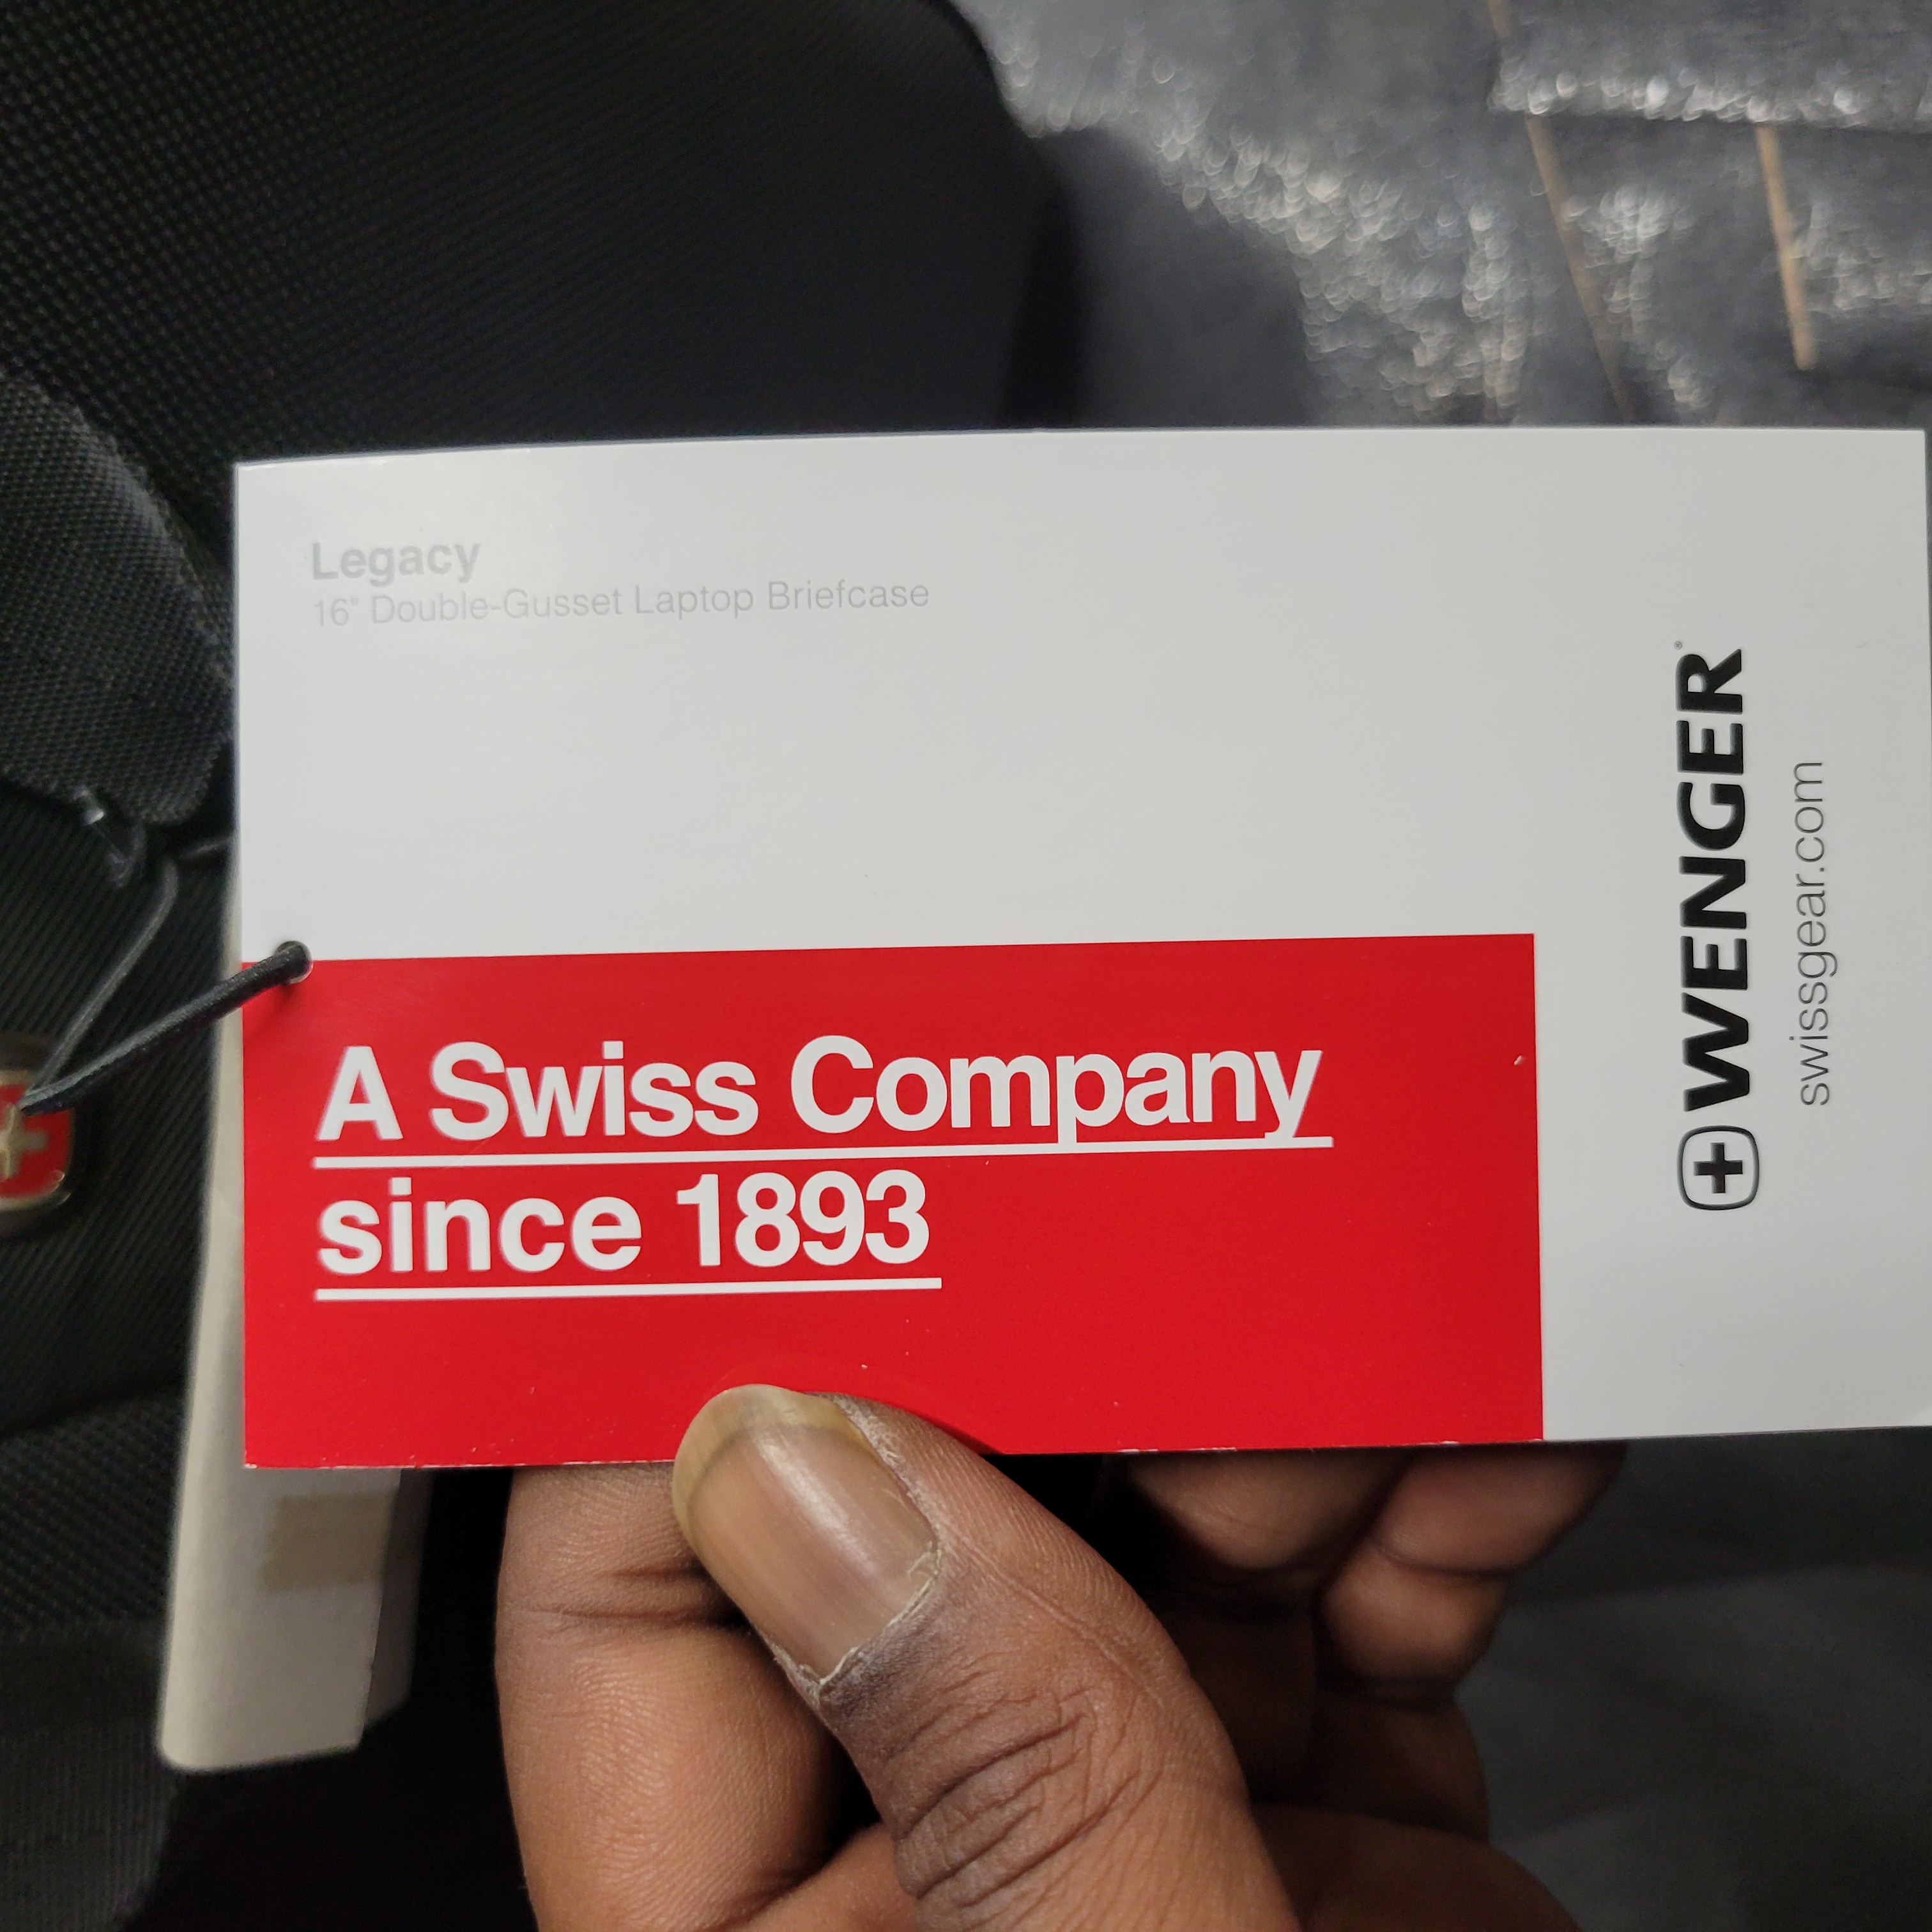 Legacy
16" Double-Gusset Laptop Briefcase
A Swiss Company
since 1893
WENGER
swissgear.com